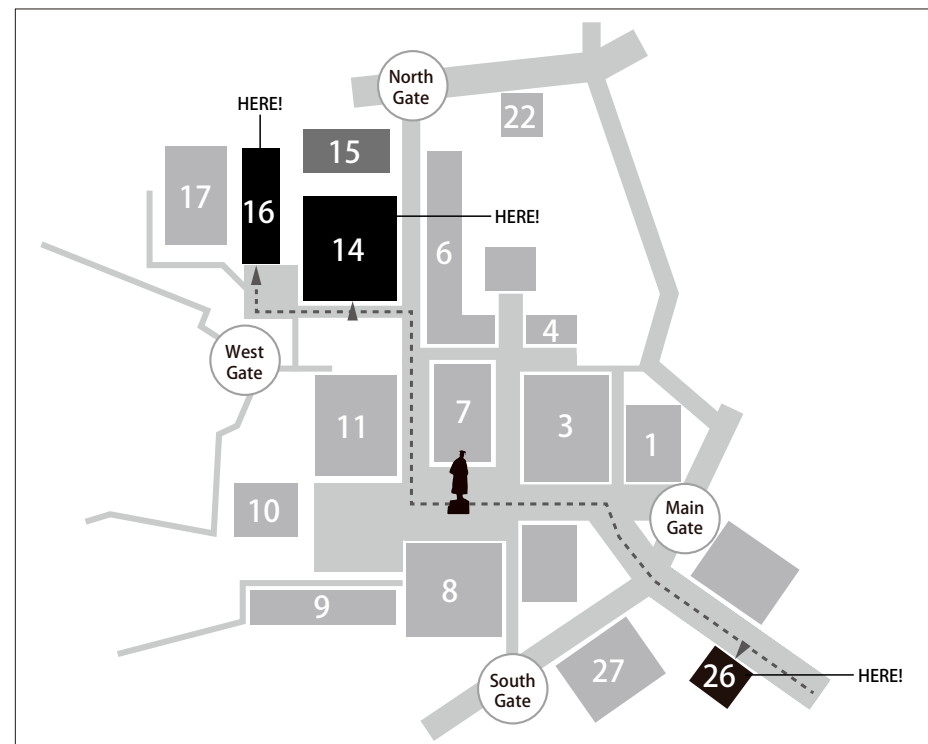 North
Gate
HERE!
22
15
17
16
HERE!
14
6
4
West
Gate
7
3
11
1
10
Main
Gate
8
9
27
26
HERE!
South
Gate